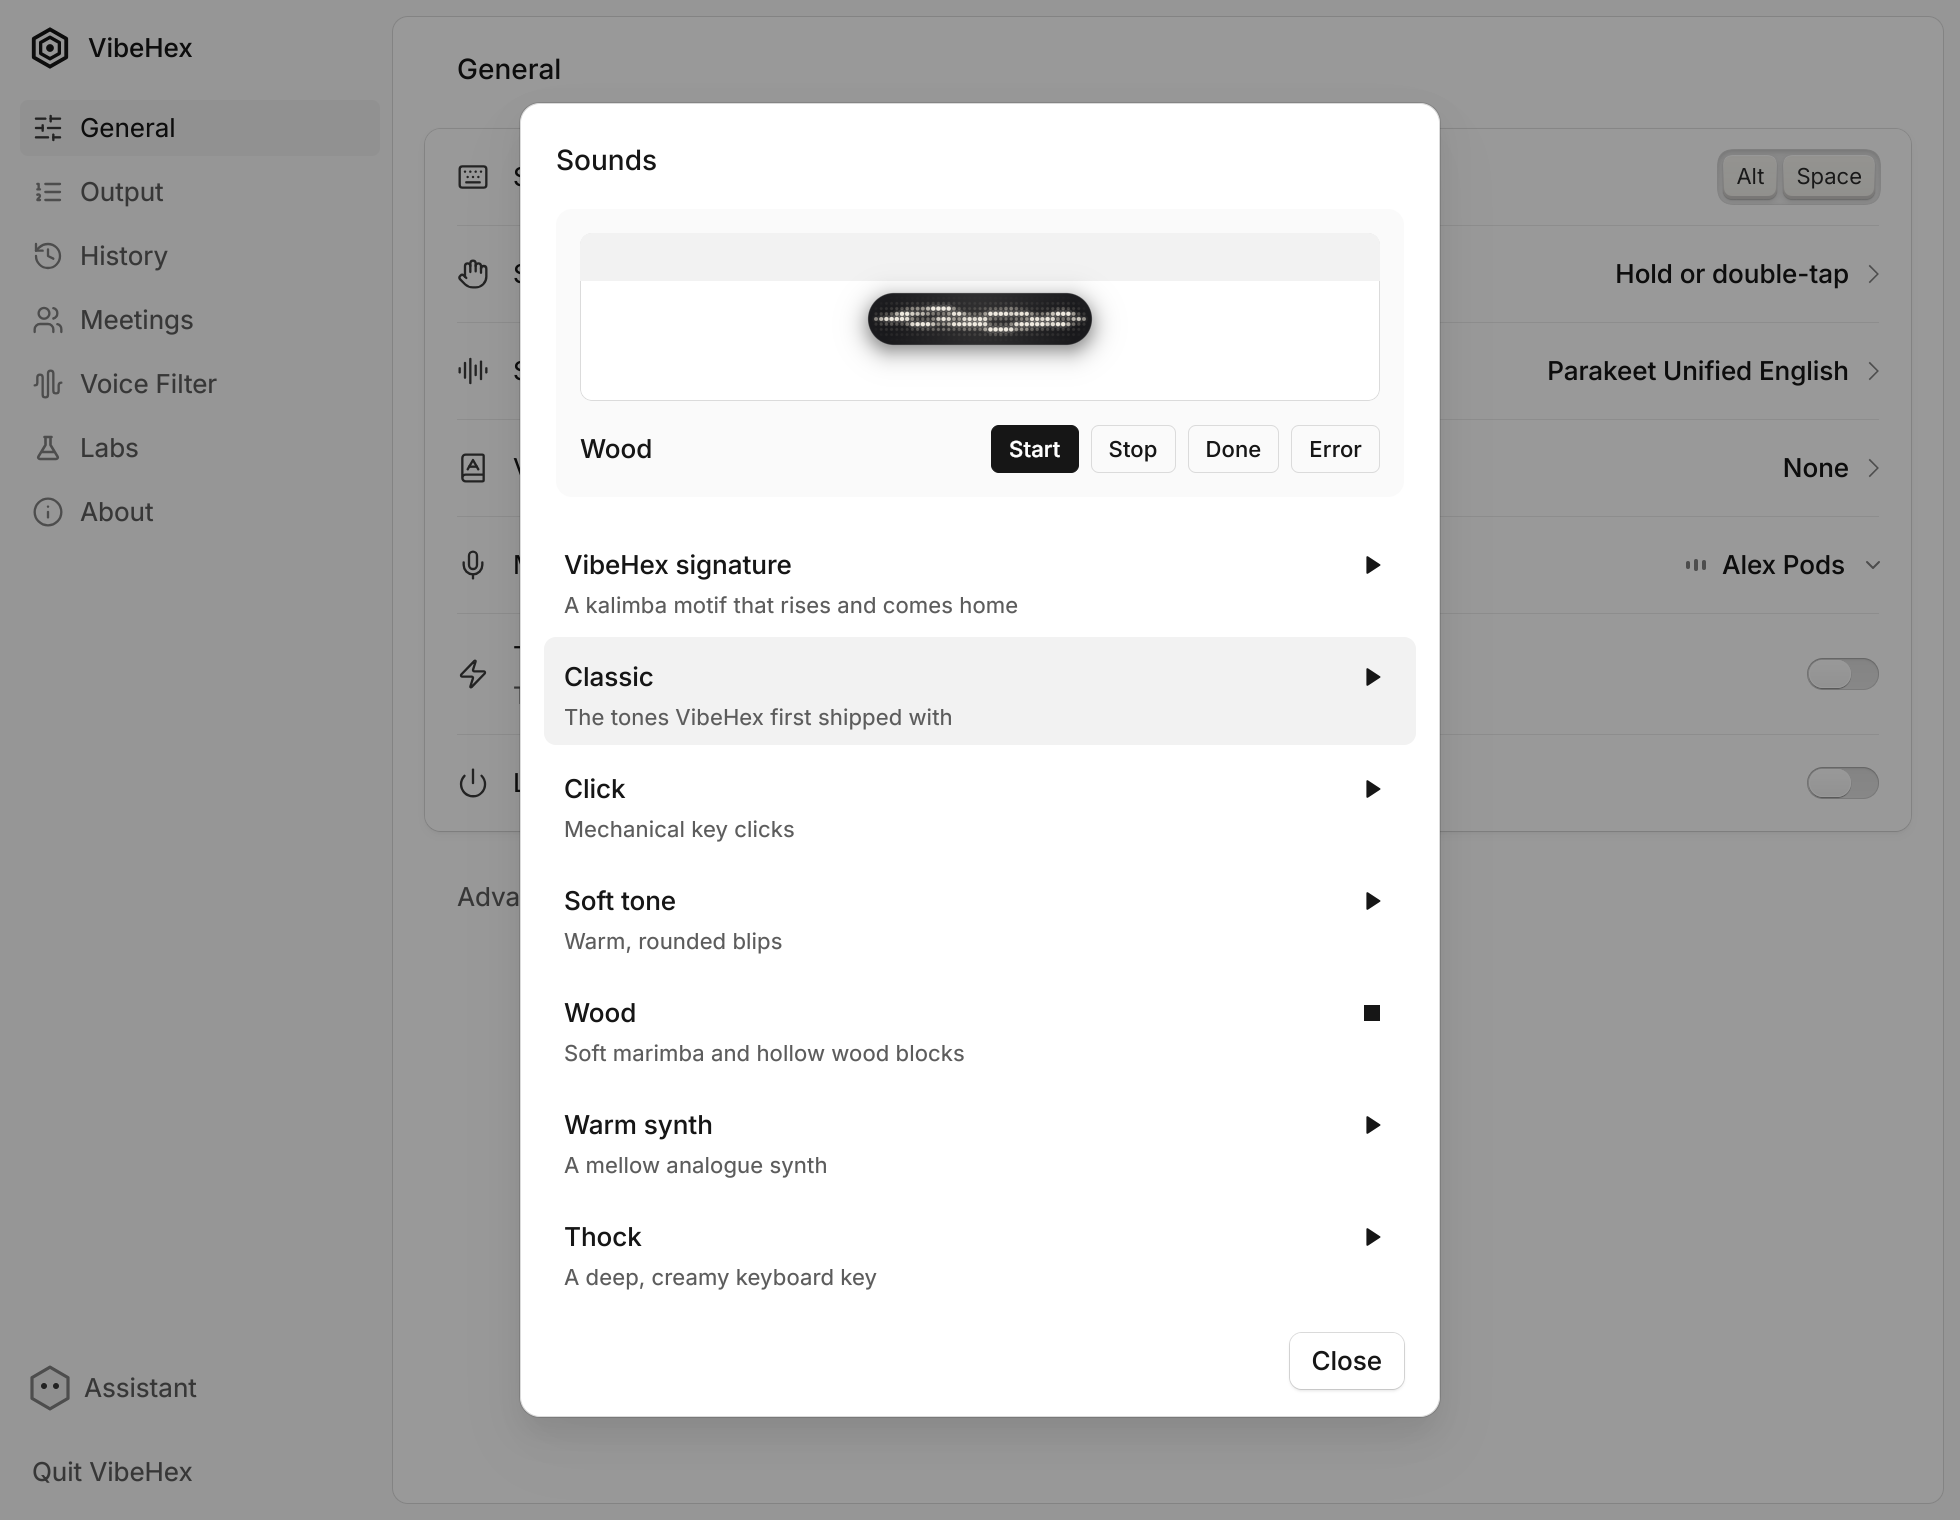 VibeHex
General
Output
History
Meetings
Voice Filter
Labs
About
Assistant
Quit VibeHex
General
Alt Space
Hold or double-tap
Parakeet Unified English
None
Alex Pods
Sounds
Wood
Start
Stop
Done
Error
VibeHex signature
A kalimba motif that rises and comes home
Classic
The tones VibeHex first shipped with
Click
Mechanical key clicks
Soft tone
Warm, rounded blips
Wood
Soft marimba and hollow wood blocks
Warm synth
A mellow analogue synth
Thock
A deep, creamy keyboard key
Close